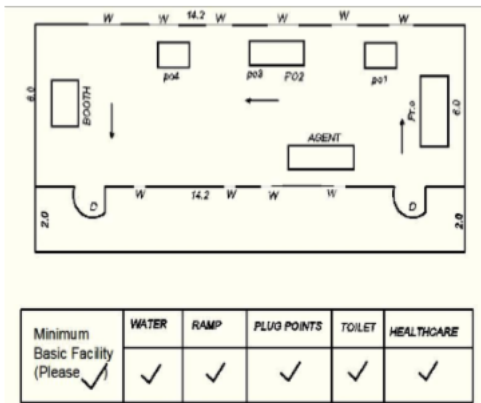 W W 14.2 W W W
po4 po3 PO2 po1
6.0 BOOTH Pr.o 6.0
AGENT
W 14.2 W W W
2.0 D D 2.0
Minimum Basic Facility (Please ✓) WATER RAMP PLUG POINTS TOILET HEALTHCARE
✓ ✓ ✓ ✓ ✓